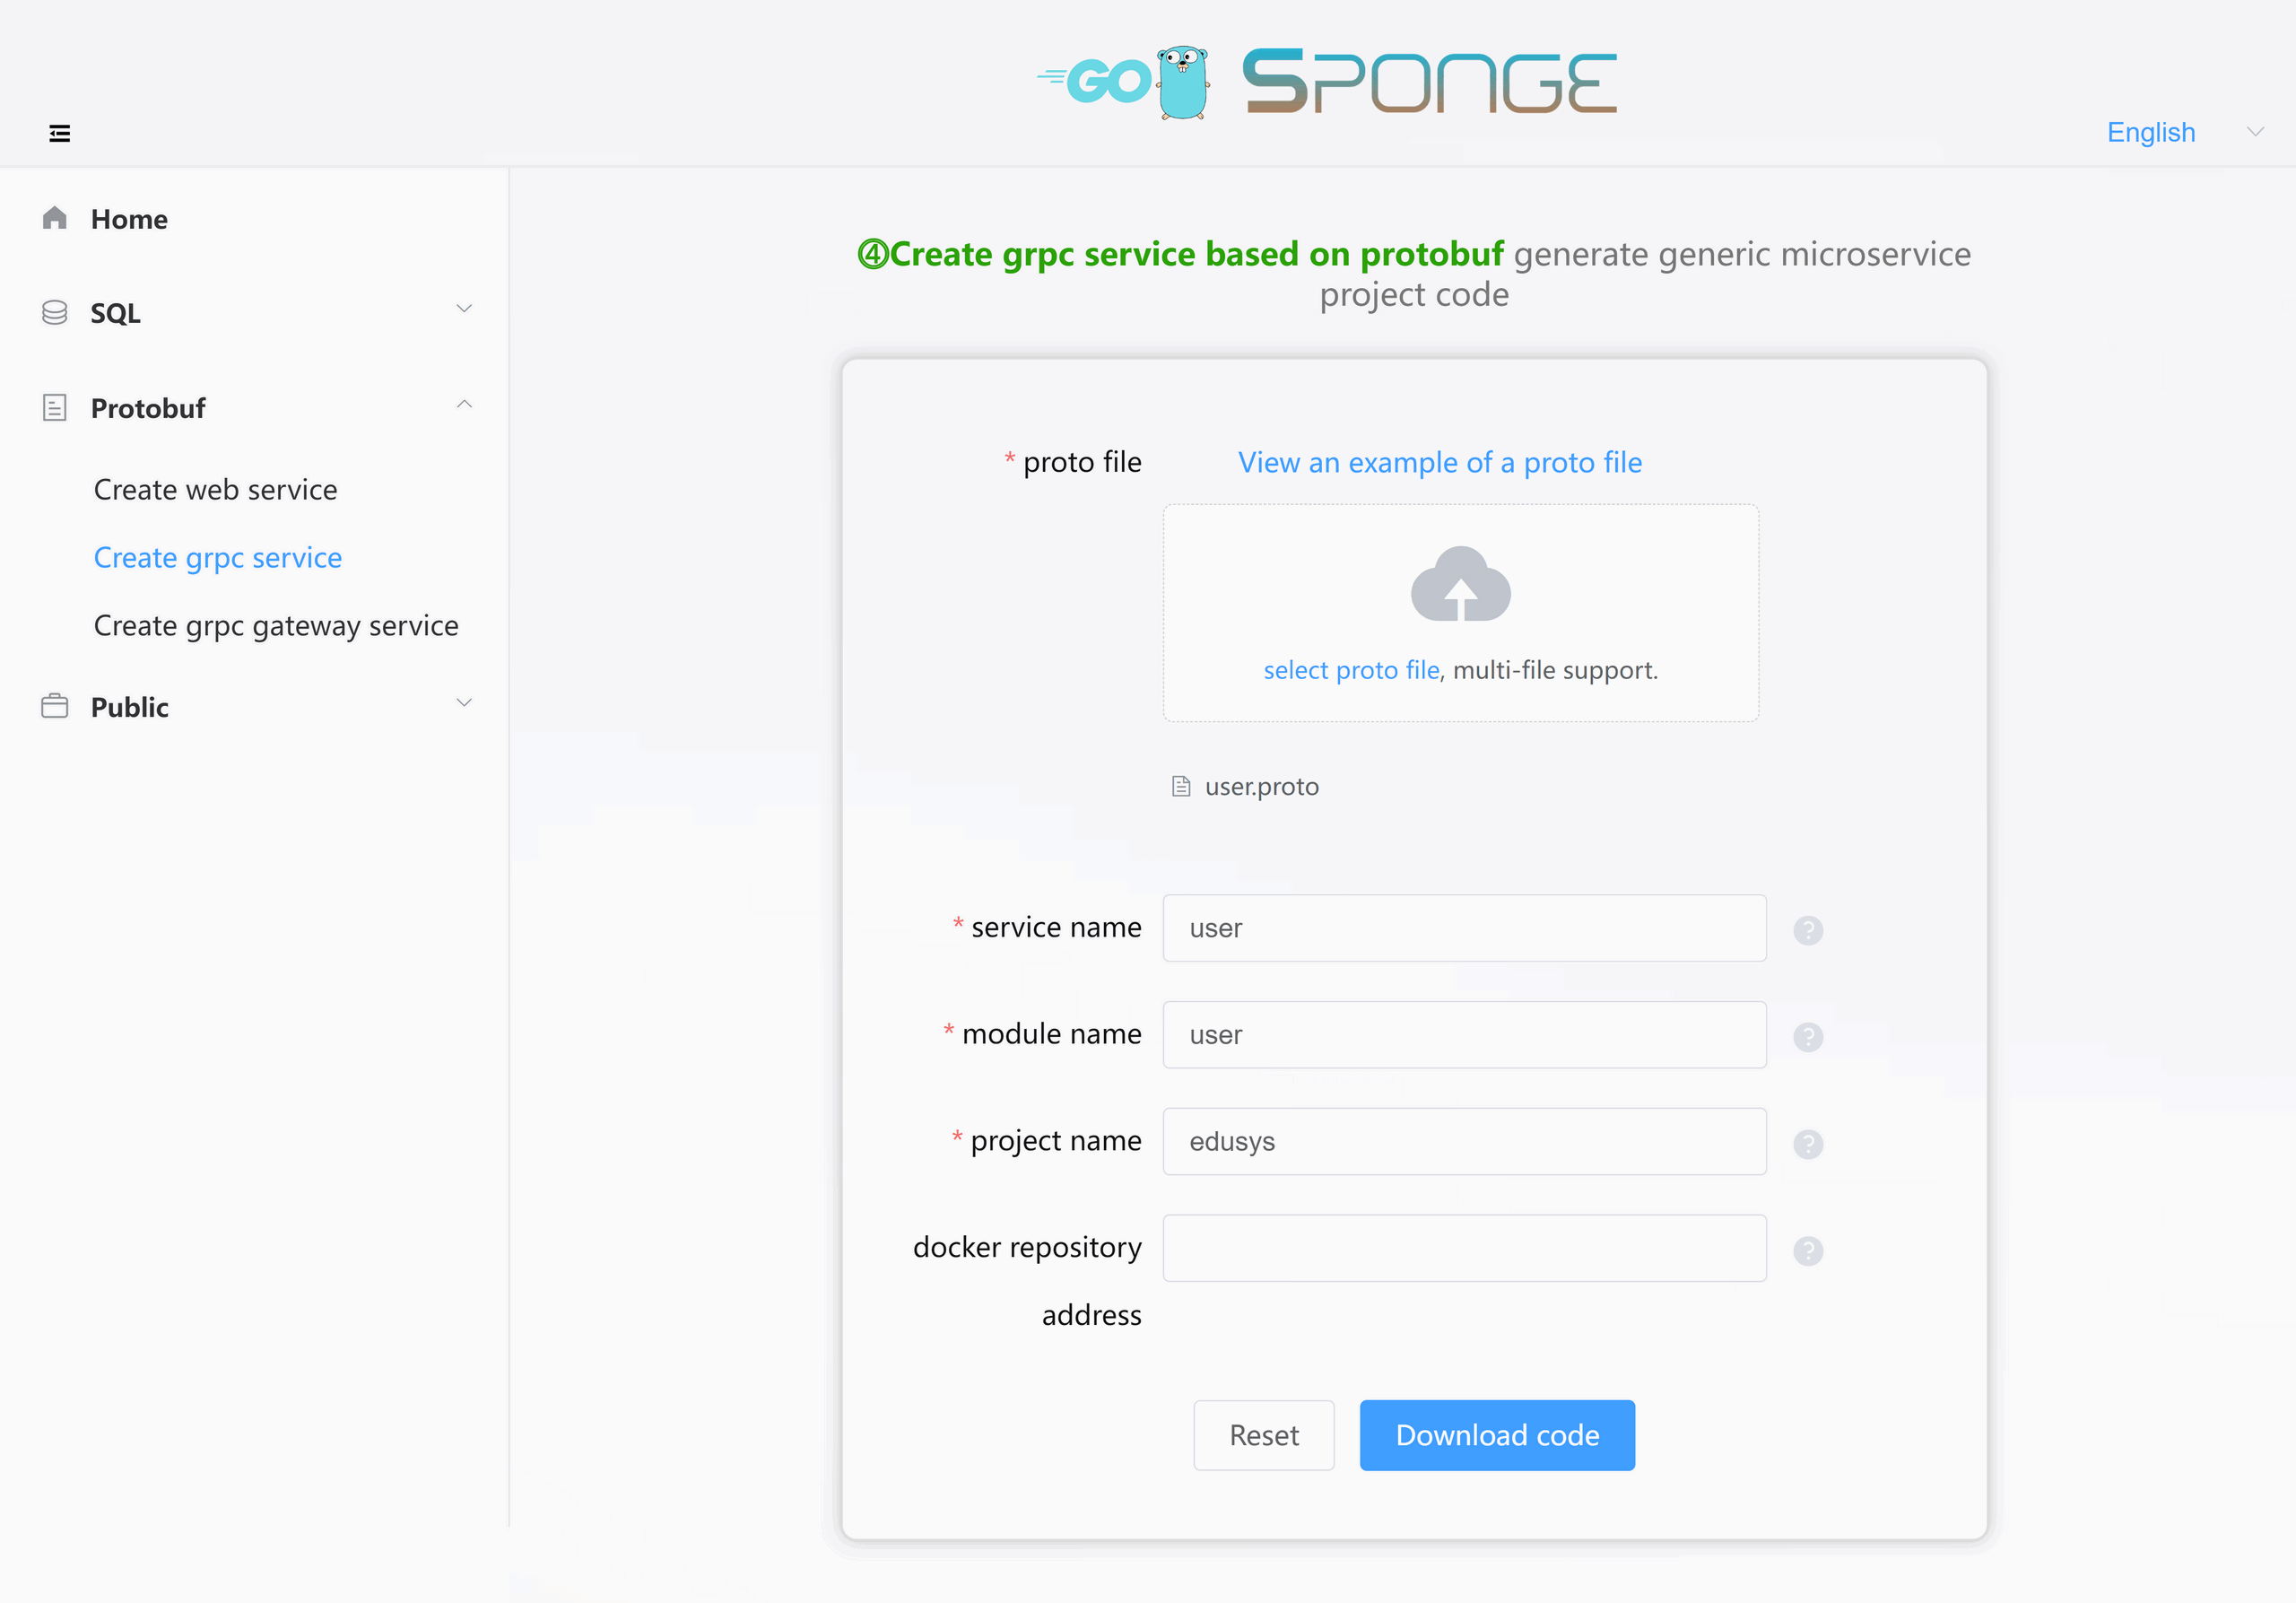 GO SPONGE
English
Home
SQL
Protobuf
Create web service
Create grpc service
Create grpc gateway service
Public
④Create grpc service based on protobuf generate generic microservice
project code
* proto file View an example of a proto file
select proto file, multi-file support.
user.proto
* service name user ?
* module name user ?
* project name edusys ?
docker repository ?
address
Reset Download code